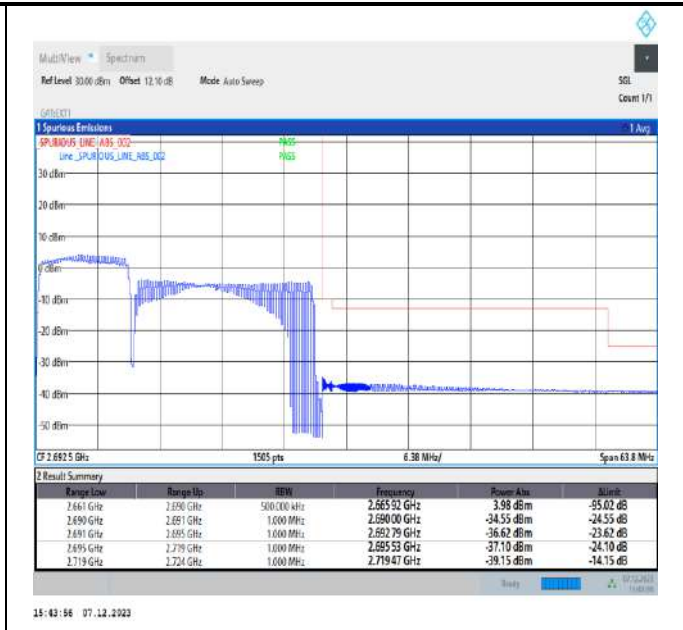 MultiView Spectrum
Ref Level 30.00 dBm Offset 12.10 dB Mode Auto Sweep
SGL
Count 1/1
1 Spurious Emissions 1 Avg
SPURIOUS_LINE_ABS_002 PASS
Line _SPURIOUS_LINE_ABS_002 PASS
30 dBm
20 dBm
10 dBm
0 dBm
-10 dBm
-20 dBm
-30 dBm
-40 dBm
-50 dBm
CF 2.6925 GHz 1505 pts 6.38 MHz/ Span 63.8 MHz
2 Result Summary
Range Low Range Up RBW Frequency Power Abs ΔLimit
2.661 GHz 2.690 GHz 500.000 kHz 2.66592 GHz 3.98 dBm -95.02 dB
2.690 GHz 2.691 GHz 1.000 MHz 2.69000 GHz -34.55 dBm -24.55 dB
2.691 GHz 2.695 GHz 1.000 MHz 2.69279 GHz -36.62 dBm -23.62 dB
2.695 GHz 2.719 GHz 1.000 MHz 2.69553 GHz -37.10 dBm -24.10 dB
2.719 GHz 2.724 GHz 1.000 MHz 2.71947 GHz -39.15 dBm -14.15 dB
Ready 07.12.2023
15:43:56 07.12.2023